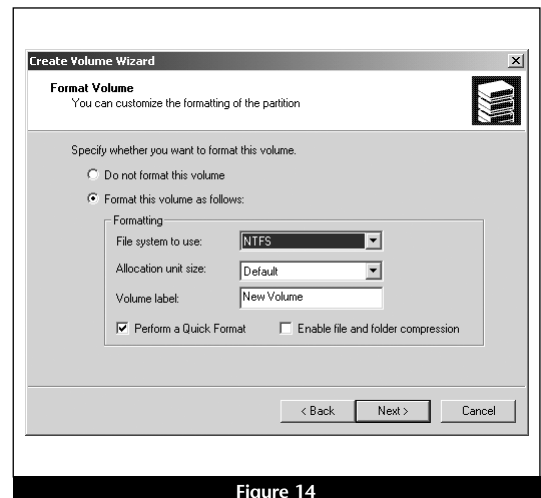 Create Volume Wizard
Format Volume
You can customize the formatting of the partition
Specify whether you want to format this volume.
Do not format this volume
Format this volume as follows:
Formatting
File system to use: NTFS
Allocation unit size: Default
Volume label: New Volume
Perform a Quick Format Enable file and folder compression
< Back Next > Cancel
Figure 14